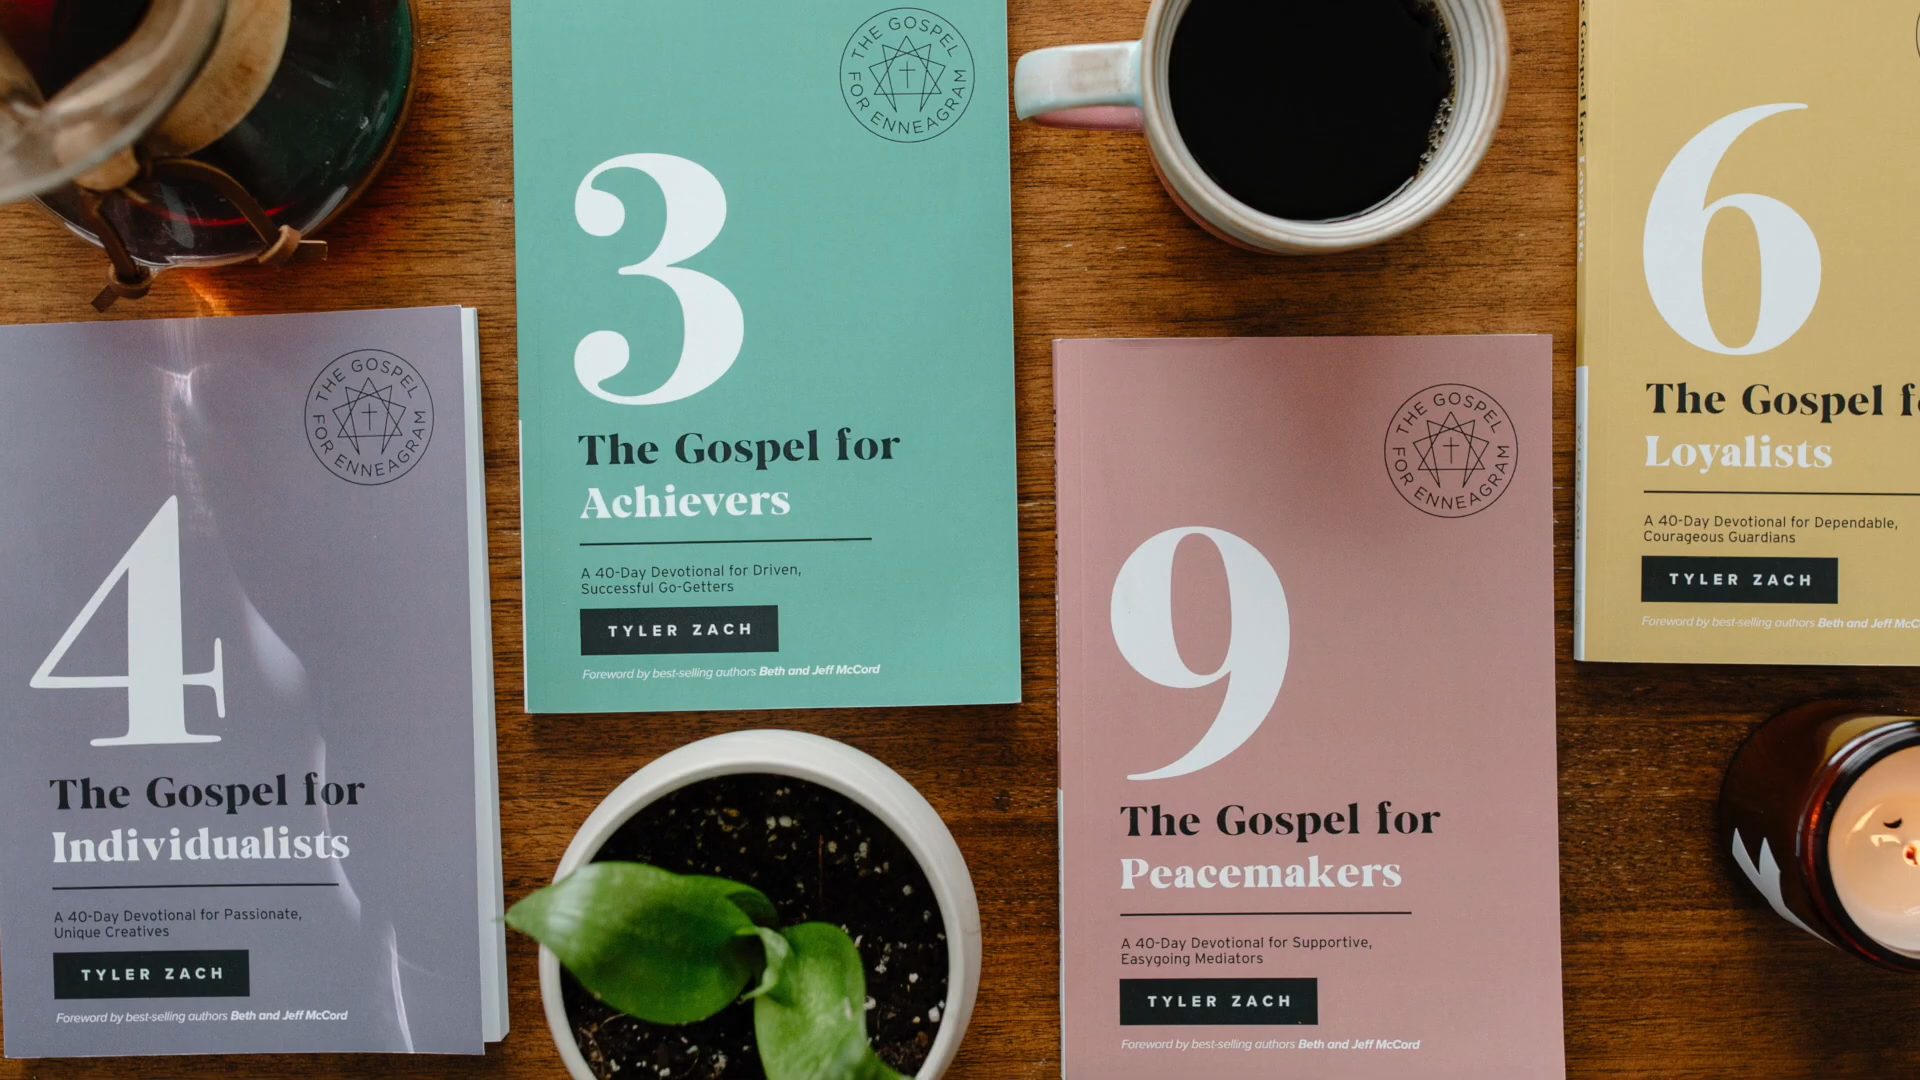 THE GOSPEL FOR ENNEAGRAM
4
The Gospel for
Individualists
A 40-Day Devotional for Passionate,
Unique Creatives
TYLER ZACH
Foreword by best-selling authors Beth and Jeff McCord
THE GOSPEL FOR ENNEAGRAM
3
The Gospel for
Achievers
A 40-Day Devotional for Driven,
Successful Go-Getters
TYLER ZACH
Foreword by best-selling authors Beth and Jeff McCord
THE GOSPEL FOR ENNEAGRAM
9
The Gospel for
Peacemakers
A 40-Day Devotional for Supportive,
Easygoing Mediators
TYLER ZACH
Foreword by best-selling authors Beth and Jeff McCord
6
The Gospel
Loyalists
A 40-Day Devotional for Dependable,
Courageous Guardians
TYLER ZACH
Foreword by best-selling authors Beth and Jeff